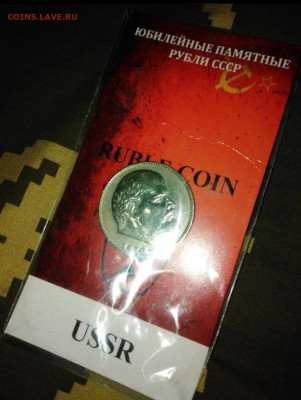 COINS.LAVE.RU
ЮБИЛЕЙНЫЕ ПАМЯТНЫЕ
РУБЛИ СССР
RUBLE COIN
USSR